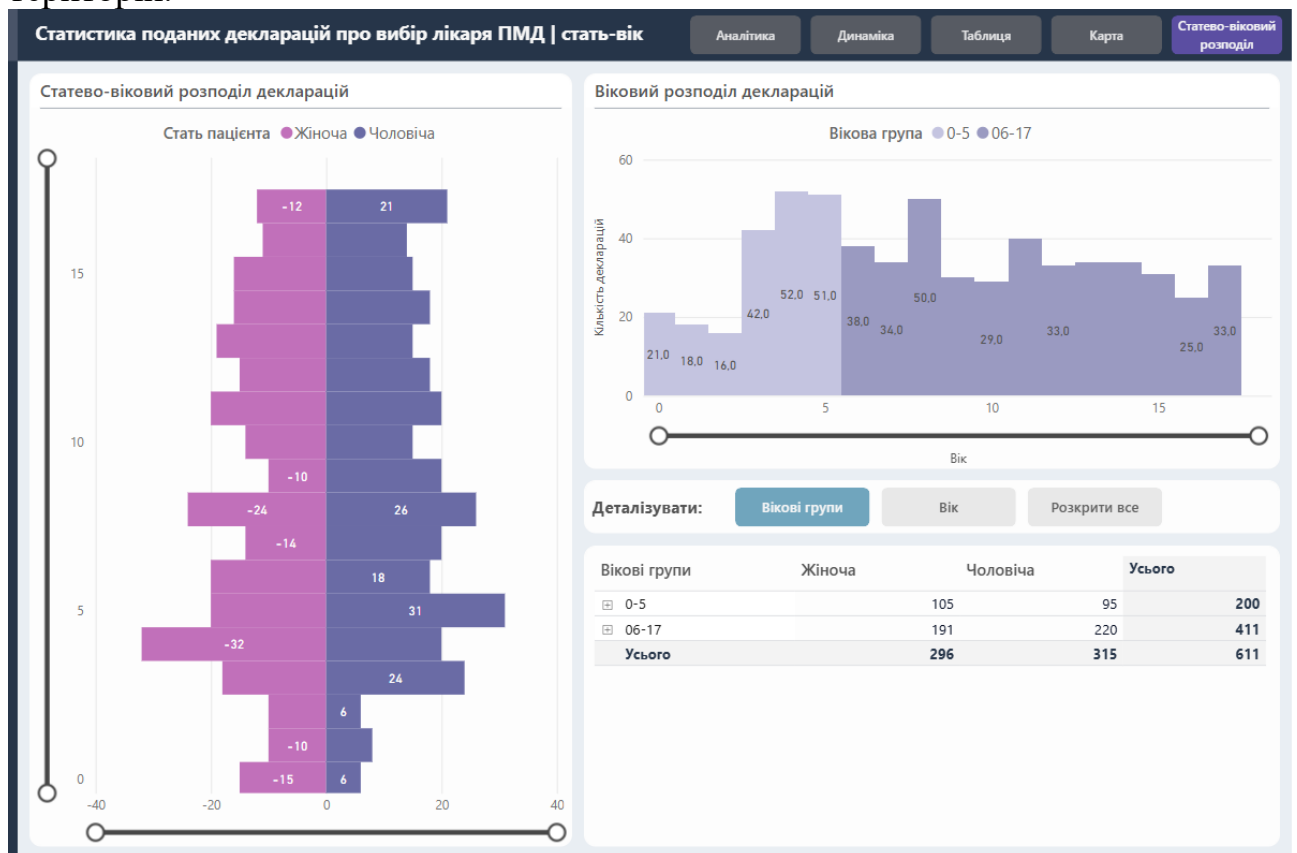 Статистика поданих декларацій про вибір лікаря ПМД | стать-вік
Аналітика
Динаміка
Таблиця
Карта
Статево-віковий
розподіл
Статево-віковий розподіл декларацій
Стать пацієнта Жіноча Чоловіча
-12 21
15
10
-10
-24 26
-14
18
5
31
-32
24
6
-10
0
-15 6
-40 -20 0 20 40
Віковий розподіл декларацій
Вікова група 0-5 06-17
Кількість декларацій
60
40
20
0
21,0 18,0 16,0 42,0 52,0 51,0 38,0 34,0 50,0 29,0 33,0 25,0 33,0
0 5 10 15
Вік
Деталізувати:
Вікові групи
Вік
Розкрити все
Вікові групи Жіноча Чоловіча Усього
0-5 105 95 200
06-17 191 220 411
Усього 296 315 611